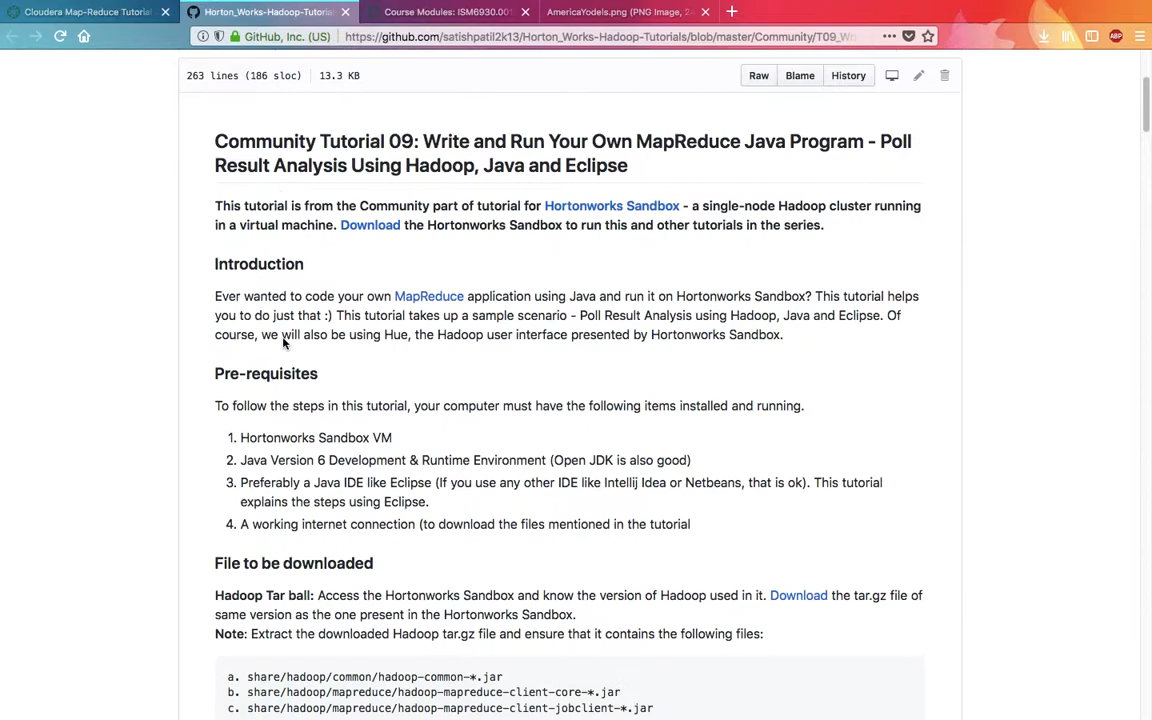 Cloudera Map-Reduce Tutorial
Horton_Works-Hadoop-Tutoria
Course Modules: ISM6930.001
AmericaYodels.png (PNG Image, 2
GitHub, Inc. (US)
https://github.com/satishpatil2k13/Horton_Works-Hadoop-Tutorials/blob/master/Community/T09_Wr
263 lines (186 sloc)
13.3 KB
Raw
Blame
History
Community Tutorial 09: Write and Run Your Own MapReduce Java Program - Poll
Result Analysis Using Hadoop, Java and Eclipse
This tutorial is from the Community part of tutorial for Hortonworks Sandbox - a single-node Hadoop cluster running
in a virtual machine. Download the Hortonworks Sandbox to run this and other tutorials in the series.
Introduction
Ever wanted to code your own MapReduce application using Java and run it on Hortonworks Sandbox? This tutorial helps
you to do just that :) This tutorial takes up a sample scenario - Poll Result Analysis using Hadoop, Java and Eclipse. Of
course, we will also be using Hue, the Hadoop user interface presented by Hortonworks Sandbox.
Pre-requisites
To follow the steps in this tutorial, your computer must have the following items installed and running.
1. Hortonworks Sandbox VM
2. Java Version 6 Development & Runtime Environment (Open JDK is also good)
3. Preferably a Java IDE like Eclipse (If you use any other IDE like Intellij Idea or Netbeans, that is ok). This tutorial
explains the steps using Eclipse.
4. A working internet connection (to download the files mentioned in the tutorial
File to be downloaded
Hadoop Tar ball: Access the Hortonworks Sandbox and know the version of Hadoop used in it. Download the tar.gz file of
same version as the one present in the Hortonworks Sandbox.
Note: Extract the downloaded Hadoop tar.gz file and ensure that it contains the following files:
a. share/hadoop/common/hadoop-common-*.jar
b. share/hadoop/mapreduce/hadoop-mapreduce-client-core-*.jar
c. share/hadoop/mapreduce/hadoop-mapreduce-client-jobclient-*.jar